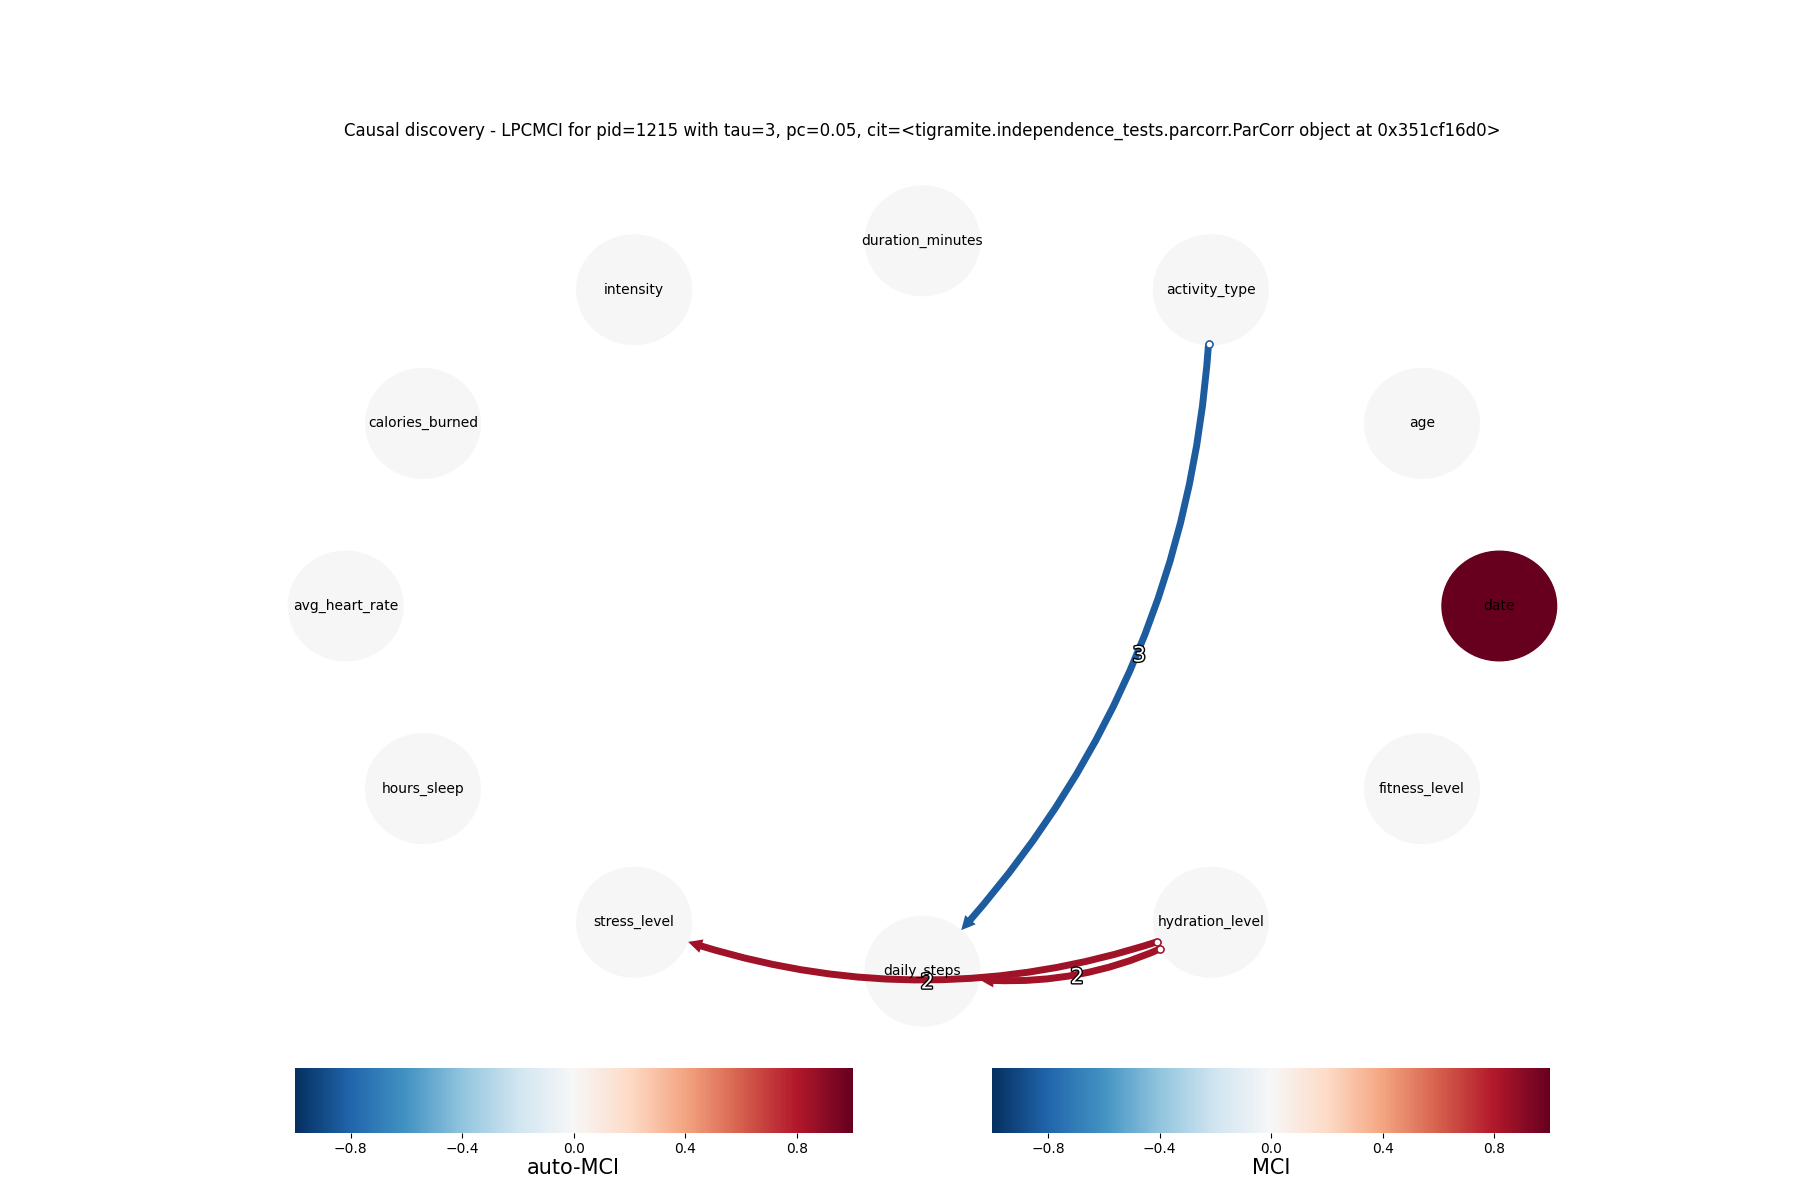 Causal discovery - LPCMCI for pid=1215 with tau=3, pc=0.05, cit=<tigramite.independence_tests.parcorr.ParCorr object at 0x351cf16d0>
duration_minutes
intensity
activity_type
calories_burned
age
avg_heart_rate
date
3
hours_sleep
fitness_level
stress_level
hydration_level
daily_steps
2
2
−0.8 −0.4 0.0 0.4 0.8
auto-MCI
−0.8 −0.4 0.0 0.4 0.8
MCI